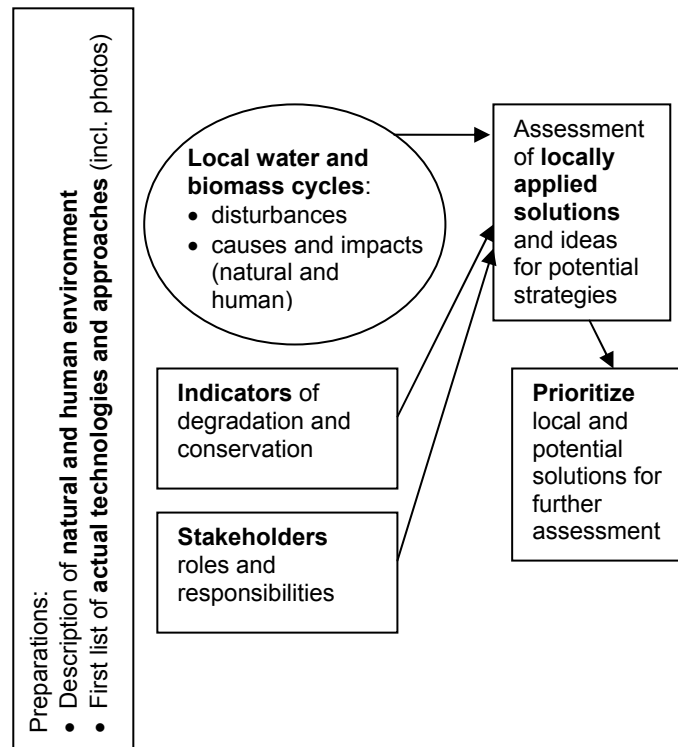 Preparations:
• Description of natural and human environment
• First list of actual technologies and approaches (incl. photos)
Local water and
biomass cycles:
• disturbances
• causes and impacts
(natural and
human)
Indicators of
degradation and
conservation
Stakeholders
roles and
responsibilities
Assessment
of locally
applied
solutions
and ideas
for potential
strategies
Prioritize
local and
potential
solutions for
further
assessment